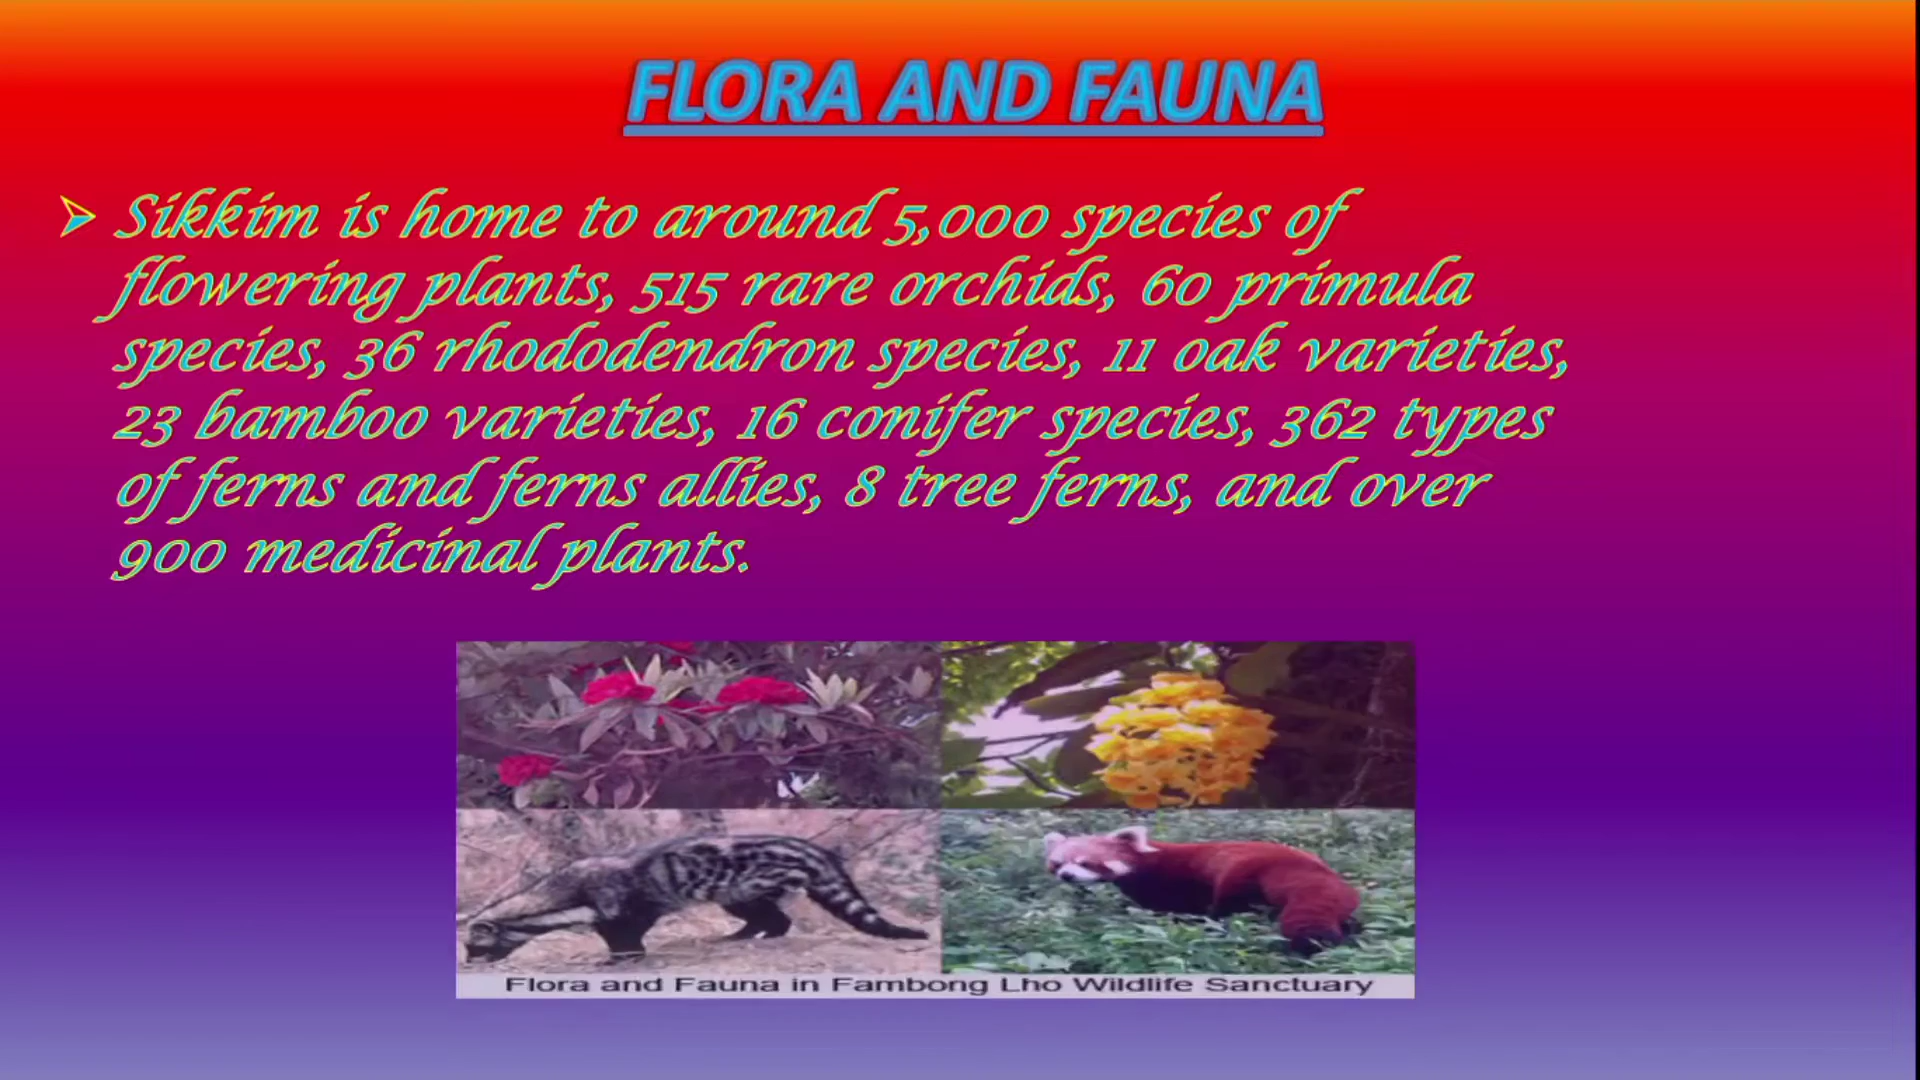 FLORA AND FAUNA
Sikkim is home to around 5,000 species of
flowering plants, 515 rare orchids, 60 primula
species, 36 rhododendron species, 11 oak varieties,
23 bamboo varieties, 16 conifer species, 362 types
of ferns and ferns allies, 8 tree ferns, and over
900 medicinal plants.
Flora and Fauna in Fambong Lho Wildlife Sanctuary